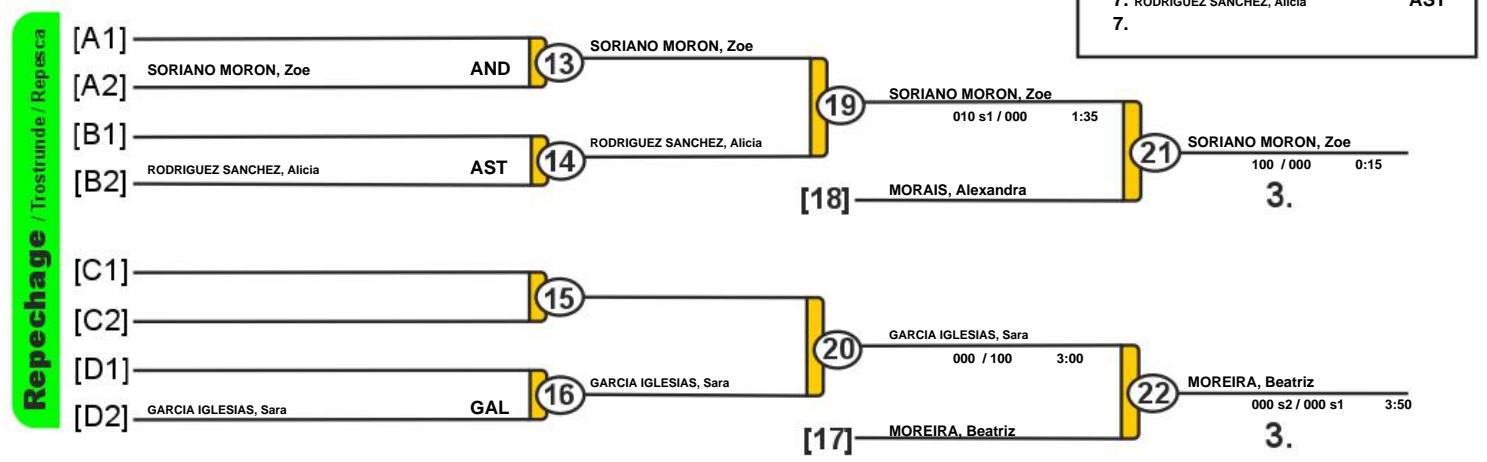 7. RODRIGUEZ SANCHEZ, Alicia AST
7.
Repechage / Trostrunde / Repesca
[A1]
SORIANO MORON, Zoe AND
[A2]
13
SORIANO MORON, Zoe
[B1]
RODRIGUEZ SANCHEZ, Alicia AST
[B2]
14
RODRIGUEZ SANCHEZ, Alicia
19
SORIANO MORON, Zoe
010 s1 / 000 1:35
[18]
MORAIS, Alexandra
21
SORIANO MORON, Zoe
100 / 000 0:15
3.
[C1]
[C2]
15
[D1]
GARCIA IGLESIAS, Sara GAL
[D2]
16
GARCIA IGLESIAS, Sara
20
GARCIA IGLESIAS, Sara
000 / 100 3:00
[17]
MOREIRA, Beatriz
22
MOREIRA, Beatriz
000 s2 / 000 s1 3:50
3.